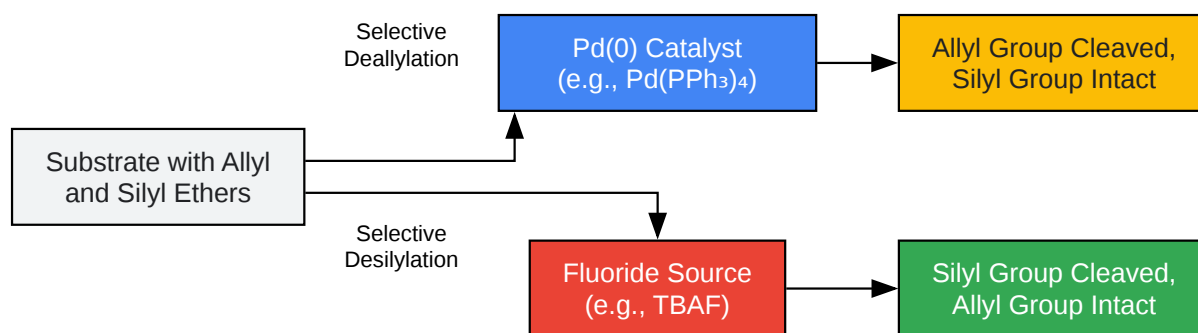 Selective
Deallylation
Pd(0) Catalyst
(e.g., Pd(PPh₃)₄)
Allyl Group Cleaved,
Silyl Group Intact
Substrate with Allyl
and Silyl Ethers
Selective
Desilylation
Fluoride Source
(e.g., TBAF)
Silyl Group Cleaved,
Allyl Group Intact